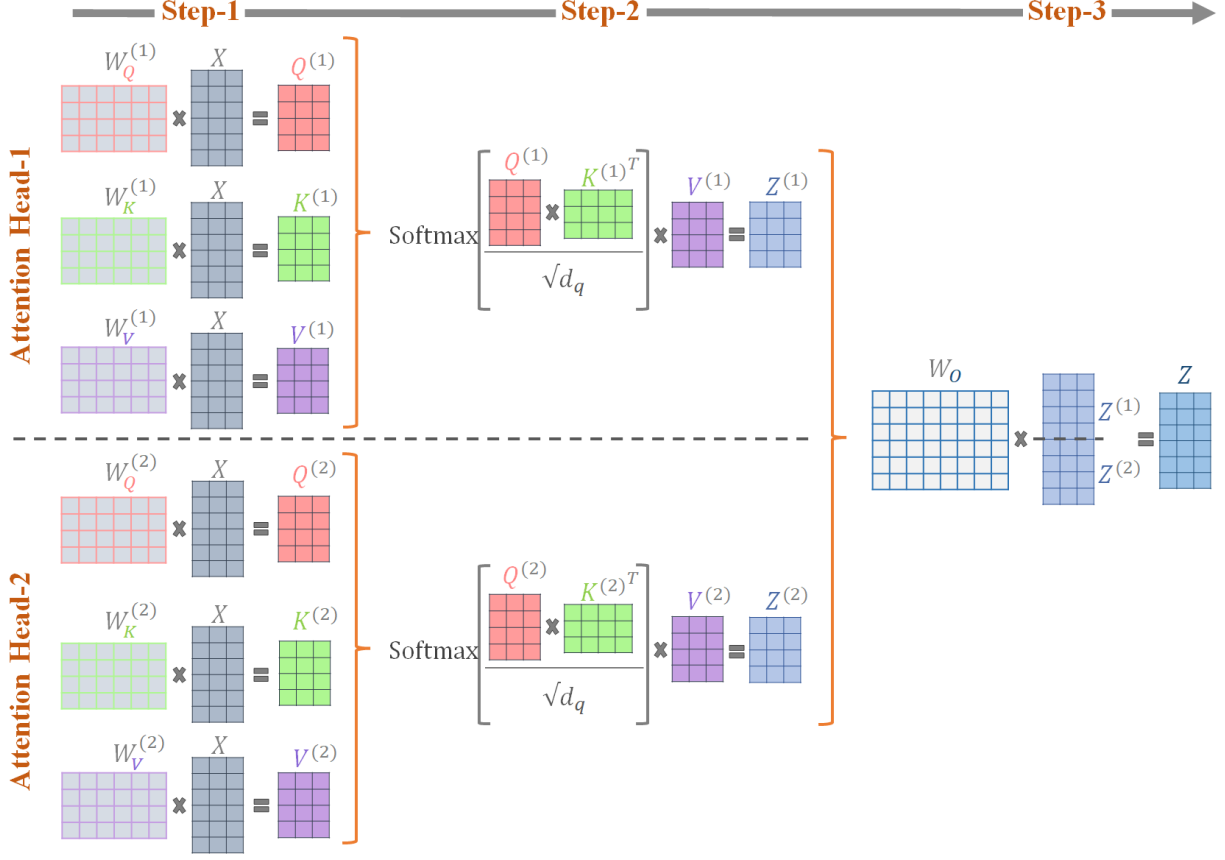 Step-1 Step-2 Step-3
Attention Head-1
W_Q^(1) X Q^(1)
× =
W_K^(1) X K^(1)
× =
W_V^(1) X V^(1)
× =
Softmax [ Q^(1) × K^(1)^T / √d_q ] × V^(1) = Z^(1)
Attention Head-2
W_Q^(2) X Q^(2)
× =
W_K^(2) X K^(2)
× =
W_V^(2) X V^(2)
× =
Softmax [ Q^(2) × K^(2)^T / √d_q ] × V^(2) = Z^(2)
W_O Z^(1) Z
× =
Z^(2)